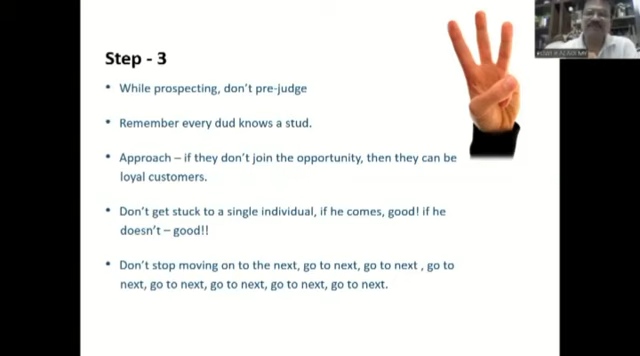 Step - 3
• While prospecting, don't pre-judge
• Remember every dud knows a stud.
• Approach – if they don't join the opportunity, then they can be
loyal customers.
• Don't get stuck to a single individual, if he comes, good! if he
doesn't – good!!
• Don't stop moving on to the next, go to next, go to next , go to
next, go to next, go to next, go to next, go to next.